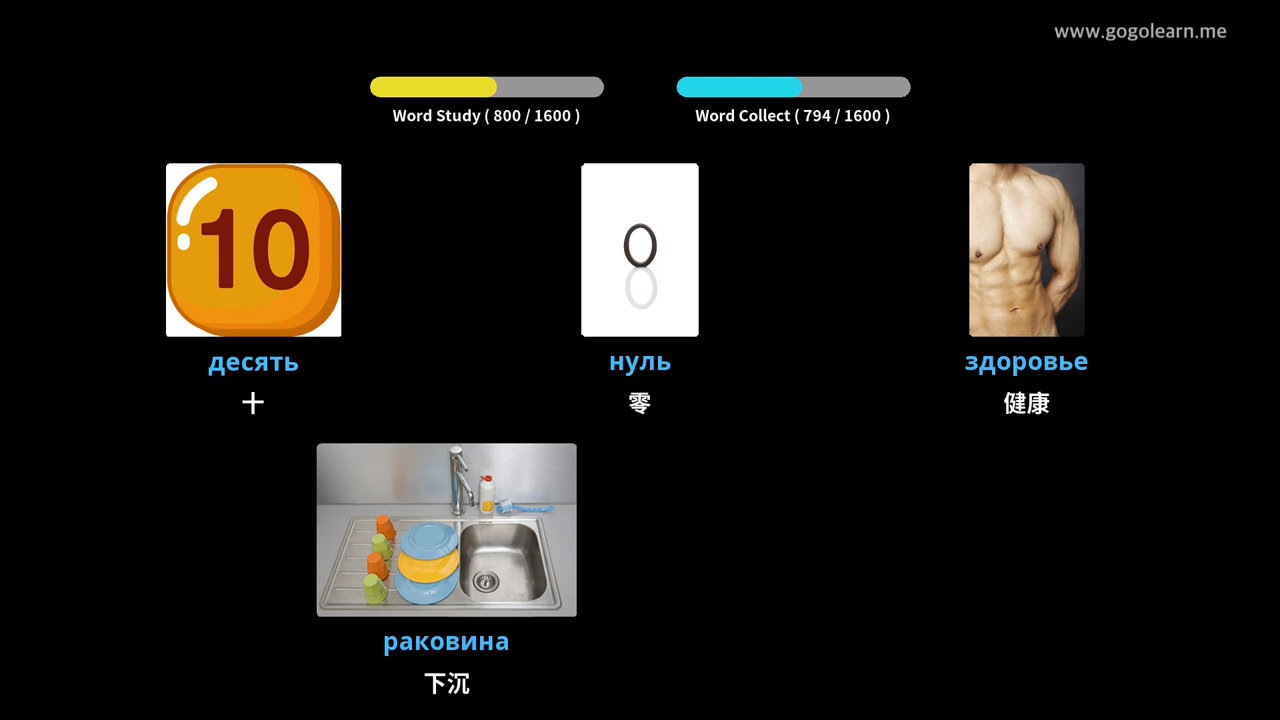 www.gogolearn.me
Word Study ( 800 / 1600 )
Word Collect ( 794 / 1600 )
10
0
десять
нуль
здоровье
十
零
健康
раковина
下沉